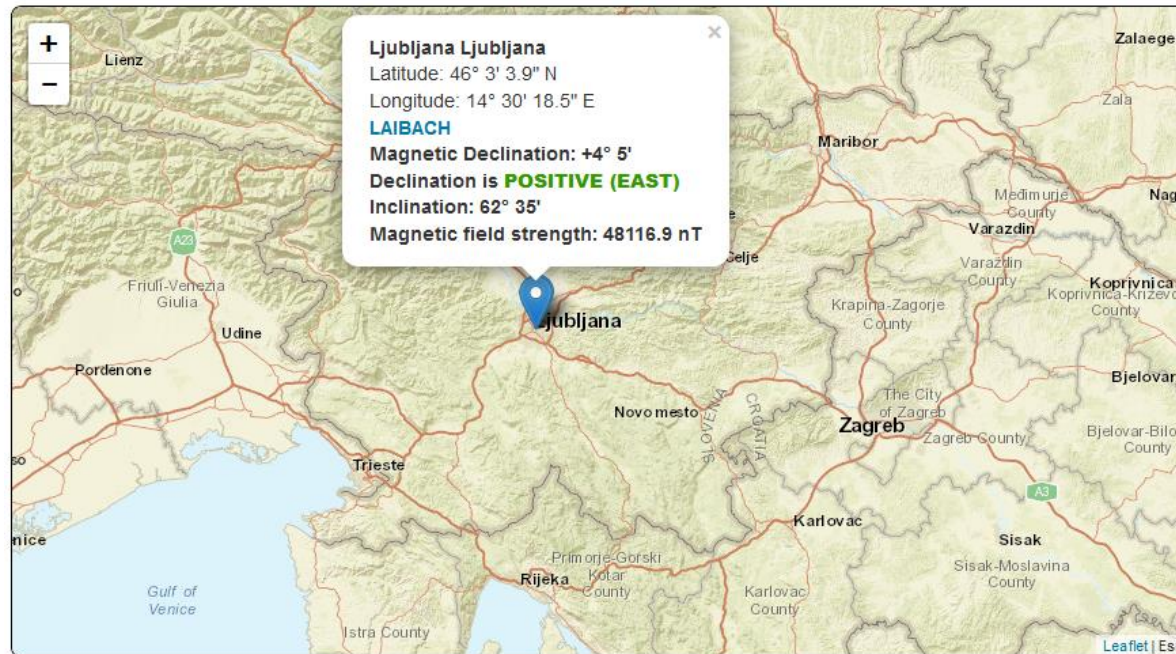 +
−
×
Ljubljana Ljubljana
Latitude: 46° 3' 3.9" N
Longitude: 14° 30' 18.5" E
LAIBACH
Magnetic Declination: +4° 5'
Declination is POSITIVE (EAST)
Inclination: 62° 35'
Magnetic field strength: 48116.9 nT
Lienz
Zalaege
Zala
Maribor
Nag
Međimurje
County
Varazdin
Varaždin
County
Celje
Koprivnica
Koprivnica-Križevc
County
Krapina-Zagorje
County
A23
Friuli-Venezia
Giulia
Ljubljana
Udine
Pordenone
Bjelovar
The City
of Zagreb
Novo mesto
SLOVENIA
CROATIA
Zagreb
Zagreb County
Bjelovar-Bilo
County
Trieste
A3
Karlovac
nice
Sisak
Sisak-Moslavina
County
Primorje-Gorski
Kotar
County
Rijeka
Gulf of
Venice
Karlovac
County
Istra County
Leaflet | Es